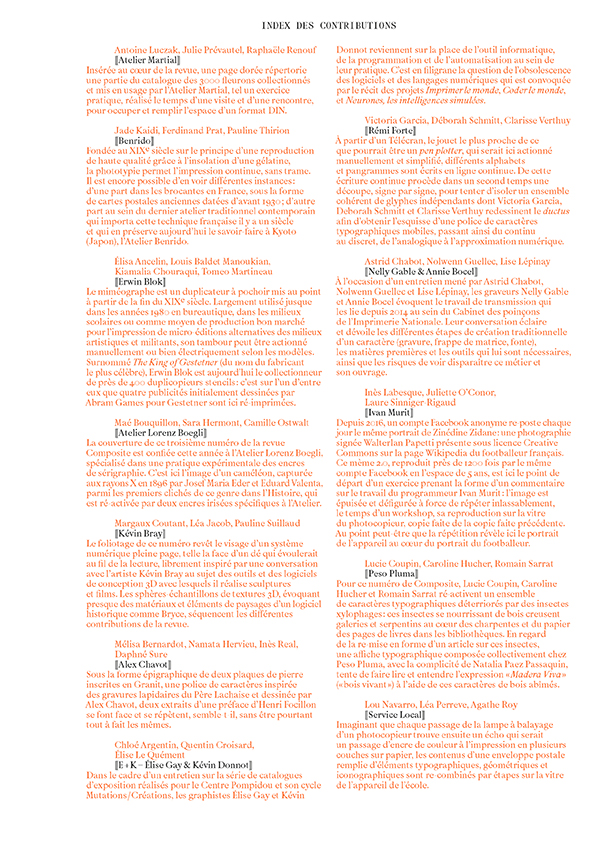 INDEX DES CONTRIBUTIONS
Antoine Luczak, Julie Prévautel, Raphaële Renouf
⟦Atelier Martial⟧
Insérée au cœur de la revue, une page dorée répertorie
une partie du catalogue des 3000 fleurons collectionnés
et mis en usage par l'Atelier Martial, tel un exercice
pratique, réalisé le temps d'une visite et d'une rencontre,
pour occuper et remplir l'espace d'un format DIN.
Jade Kaidi, Ferdinand Prat, Pauline Thirion
⟦Benrido⟧
Fondée au XIXᵉ siècle sur le principe d'une reproduction
de haute qualité grâce à l'insolation d'une gélatine,
la phototypie permet l'impression continue, sans trame.
Il est encore possible d'en voir différentes instances:
d'une part dans les brocantes en France, sous la forme
de cartes postales anciennes datées d'avant 1930; d'autre
part au sein du dernier atelier traditionnel contemporain
qui importa cette technique française il y a un siècle
et qui en préserve aujourd'hui le savoir-faire à Kyoto
(Japon), l'Atelier Benrido.
Élisa Ancelin, Louis Baldet Manoukian,
Kiamalia Chouraqui, Tomeo Martineau
⟦Erwin Blok⟧
Le miméographe est un duplicateur à pochoir mis au point
à partir de la fin du XIXᵉ siècle. Largement utilisé jusque
dans les années 1980 en bureautique, dans les milieux
scolaires ou comme moyen de production bon marché
pour l'impression de micro-éditions alternatives des milieux
artistiques et militants, son tambour peut être actionné
manuellement ou bien électriquement selon les modèles.
Surnommé The King of Gestetner (du nom du fabricant
le plus célèbre), Erwin Blok est aujourd'hui le collectionneur
de près de 400 duplicopieurs stencils: c'est sur l'un d'entre
eux que quatre publicités initialement dessinées par
Abram Games pour Gestetner sont ici ré-imprimées.
Maé Bouquillon, Sara Hermont, Camille Ostwalt
⟦Atelier Lorenz Boegli⟧
La couverture de ce troisième numéro de la revue
Composite est confiée cette année à l'Atelier Lorenz Boegli,
spécialisé dans une pratique expérimentale des encres
de sérigraphie. C'est ici l'image d'un caméléon, capturée
aux rayons X en 1896 par Josef Maria Eder et Eduard Valenta,
parmi les premiers clichés de ce genre dans l'Histoire, qui
est ré-activée par deux encres irisées spécifiques à l'Atelier.
Margaux Coutant, Léa Jacob, Pauline Suillaud
⟦Kévin Bray⟧
Le foliotage de ce numéro revêt le visage d'un système
numérique pleine page, telle la face d'un dé qui évoluerait
au fil de la lecture, librement inspiré par une conversation
avec l'artiste Kévin Bray au sujet des outils et des logiciels
de conception 3D avec lesquels il réalise sculptures
et films. Les sphères échantillons de textures 3D, évoquant
presque des matériaux et éléments de paysages d'un logiciel
historique comme Bryce, séquencent les différentes
contributions de la revue.
Mélisa Bernardot, Namata Hervieu, Inès Real,
Daphné Sure
⟦Alex Chavot⟧
Sous la forme épigraphique de deux plaques de pierre
inscrites en Granit, une police de caractères inspirée
des gravures lapidaires du Père Lachaise et dessinée par
Alex Chavot, deux extraits d'une préface d'Henri Focillon
se font face et se répètent, semble-t-il, sans être pourtant
tout à fait les mêmes.
Chloé Argentin, Quentin Croisard,
Élise Le Quément
⟦E+K – Élise Gay & Kévin Donnot⟧
Dans le cadre d'un entretien sur la série de catalogues
d'exposition réalisés pour le Centre Pompidou et son cycle
Mutations/Créations, les graphistes Élise Gay et Kévin
Donnot reviennent sur la place de l'outil informatique,
de la programmation et de l'automatisation au sein de
leur pratique. C'est en filigrane la question de l'obsolescence
des logiciels et des langages numériques qui est convoquée
par le récit des projets Imprimer le monde, Coder le monde,
et Neurones, les intelligences simulées.
Victoria Garcia, Déborah Schmitt, Clarisse Verthuy
⟦Rémi Forte⟧
À partir d'un Télécran, le jouet le plus proche de ce
que pourrait être un pen plotter, qui serait ici actionné
manuellement et simplifié, différents alphabets
et pangrammes sont écrits en ligne continue. De cette
écriture continue procède dans un second temps une
découpe, signe par signe, pour tenter d'isoler un ensemble
cohérent de glyphes indépendants dont Victoria Garcia,
Deborah Schmitt et Clarisse Verthuy redessinent le ductus
afin d'obtenir l'esquisse d'une police de caractères
typographiques mobiles, passant ainsi du continu
au discret, de l'analogique à l'approximation numérique.
Astrid Chabot, Nolwenn Guellec, Lise Lépinay
⟦Nelly Gable & Annie Bocel⟧
À l'occasion d'un entretien mené par Astrid Chabot,
Nolwenn Guellec et Lise Lépinay, les graveurs Nelly Gable
et Annie Bocel évoquent le travail de transmission qui
les lie depuis 2014 au sein du Cabinet des poinçons
de l'Imprimerie Nationale. Leur conversation éclaire
et dévoile les différentes étapes de création traditionnelle
d'un caractère (gravure, frappe de matrice, fonte),
les matières premières et les outils qui lui sont nécessaires,
ainsi que les risques de voir disparaître ce métier et
son ouvrage.
Inès Labesque, Juliette O'Conor,
Laure Sinniger-Rigaud
⟦Ivan Murit⟧
Depuis 2016, un compte Facebook anonyme re-poste chaque
jour le même portrait de Zinédine Zidane: une photographie
signée Walterlan Papetti présente sous licence Creative
Commons sur la page Wikipédia du footballeur français.
Ce mème 2.0, reproduit près de 1200 fois par le même
compte Facebook en l'espace de 5 ans, est ici le point de
départ d'un exercice prenant la forme d'un commentaire
sur le travail du programmeur Ivan Murit: l'image est
épuisée et défigurée à force de répéter inlassablement,
le temps d'un workshop, sa reproduction sur la vitre
du photocopieur, copie faite de la copie faite précédente.
Au point peut-être que la répétition révèle ici le portrait
de l'appareil au cœur du portrait du footballeur.
Lucie Coupin, Caroline Hucher, Romain Sarrat
⟦Peso Pluma⟧
Pour ce numéro de Composite, Lucie Coupin, Caroline
Hucher et Romain Sarrat ré-activent un ensemble
de caractères typographiques détériorés par des insectes
xylophages: ces insectes se nourrissant de bois creusent
galeries et serpentins au cœur des charpentes et du papier
des pages de livres dans les bibliothèques. En regard
de la re-mise en forme d'un article sur ces insectes,
une affiche typographique composée collectivement chez
Peso Pluma, avec la complicité de Natalia Paez Passaquin,
tente de faire lire et entendre l'expression «Madera Viva»
(«bois vivant») à l'aide de ces caractères de bois abîmés.
Lou Navarro, Léa Perreve, Agathe Roy
⟦Service Local⟧
Imaginant que chaque passage de la lampe à balayage
d'un photocopieur trouve ensuite un écho qui serait
un passage d'encre de couleur à l'impression en plusieurs
couches sur papier, les contenus d'une enveloppe postale
remplie d'éléments typographiques, géométriques et
iconographiques sont re-combinés par étapes sur la vitre
de l'appareil de l'école.